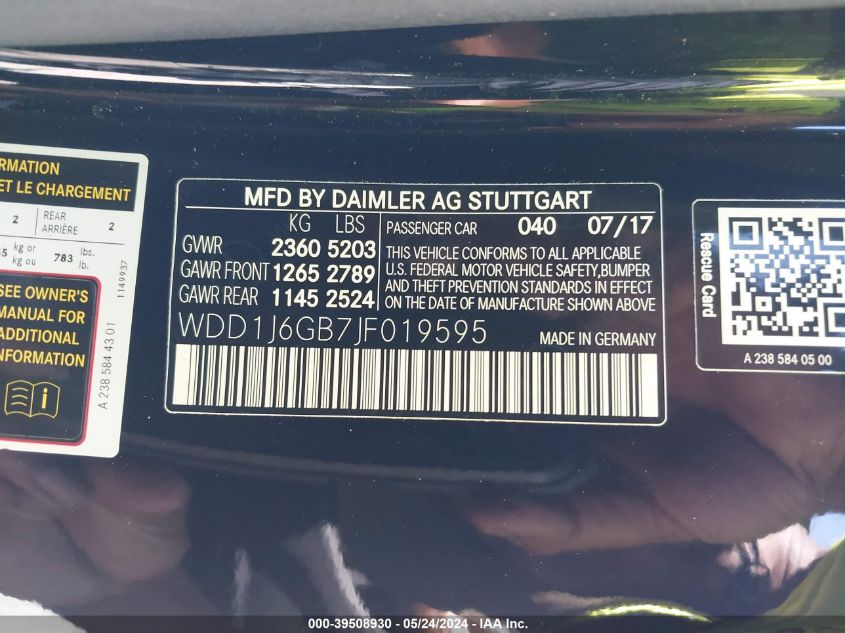 RMATION
ET LE CHARGEMENT
2 REAR ARRIÈRE 2
kg or kg ou 783 lbs. lb.
SEE OWNER'S
MANUAL FOR
ADDITIONAL
INFORMATION
A 238 584 43 01
1149937
MFD BY DAIMLER AG STUTTGART
KG LBS
GVWR 2360 5203
GAWR FRONT 1265 2789
GAWR REAR 1145 2524
PASSENGER CAR 040 07/17
THIS VEHICLE CONFORMS TO ALL APPLICABLE
U.S. FEDERAL MOTOR VEHICLE SAFETY,BUMPER
AND THEFT PREVENTION STANDARDS IN EFFECT
ON THE DATE OF MANUFACTURE SHOWN ABOVE
WDD1J6GB7JF019595 MADE IN GERMANY
Rescue Card
A 238 584 05 00
000-39508930 - 05/24/2024 - IAA Inc.